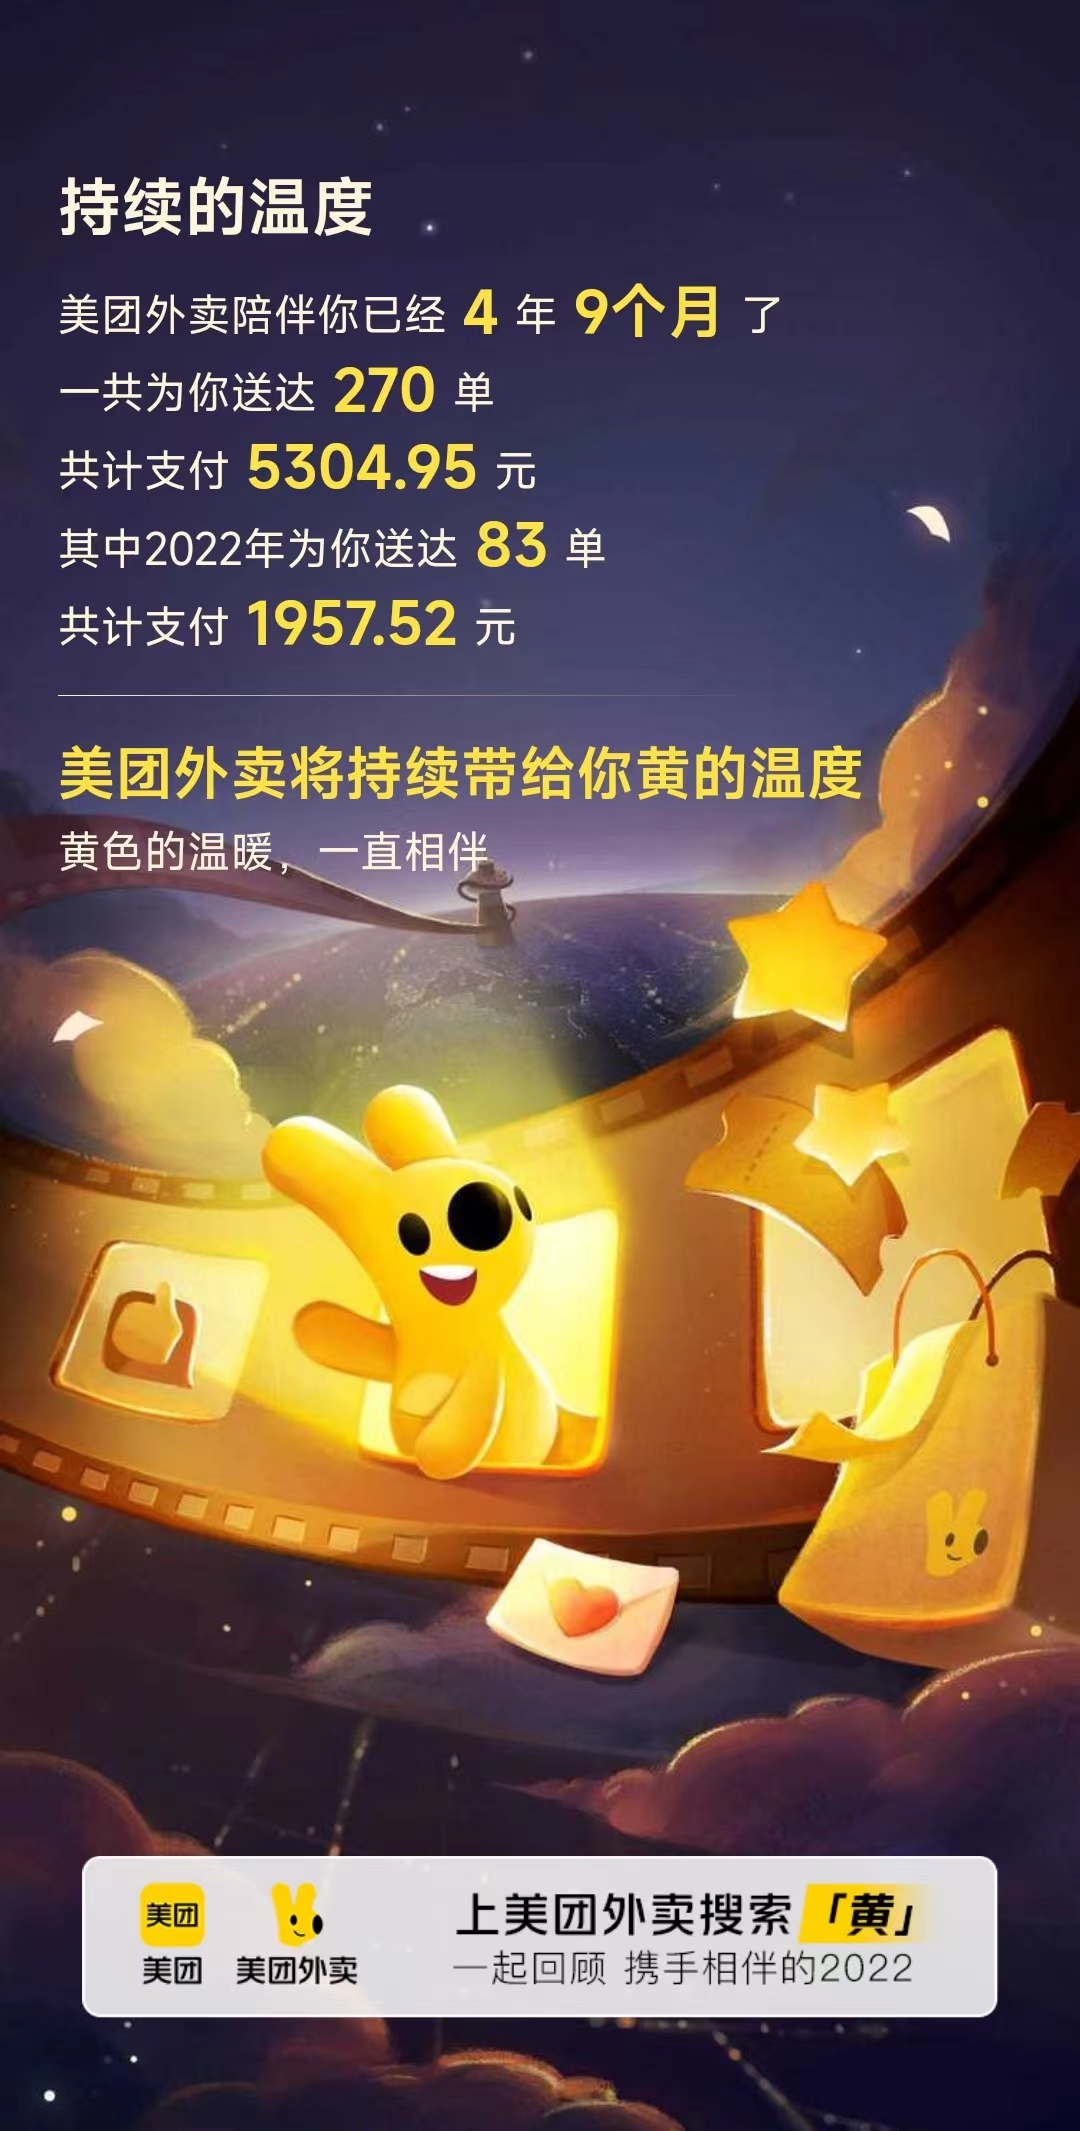 持续的温度
美团外卖陪伴你已经 4 年 9个月 了
一共为你送达 270 单
共计支付 5304.95 元
其中2022年为你送达 83 单
共计支付 1957.52 元
美团外卖将持续带给你黄的温度
黄色的温暖，一直相伴
美团
美团
美团外卖
上美团外卖搜索「黄」
一起回顾 携手相伴的2022